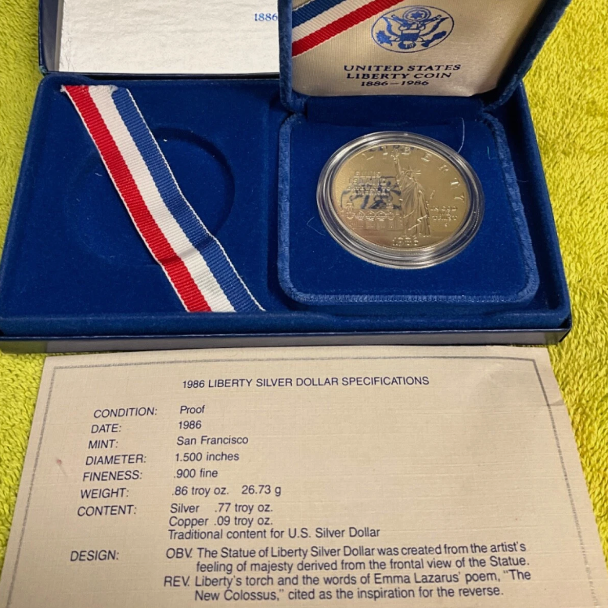 1886
UNITED STATES
LIBERTY COIN
1886-1986
LIBERTY
1986
1986 LIBERTY SILVER DOLLAR SPECIFICATIONS
CONDITION: Proof
DATE: 1986
MINT: San Francisco
DIAMETER: 1.500 inches
FINENESS: .900 fine
WEIGHT: .86 troy oz. 26.73 g
CONTENT: Silver .77 troy oz.
Copper .09 troy oz.
Traditional content for U.S. Silver Dollar
DESIGN: OBV. The Statue of Liberty Silver Dollar was created from the artist's
feeling of majesty derived from the frontal view of the Statue.
REV. Liberty's torch and the words of Emma Lazarus' poem, "The
New Colossus," cited as the inspiration for the reverse.